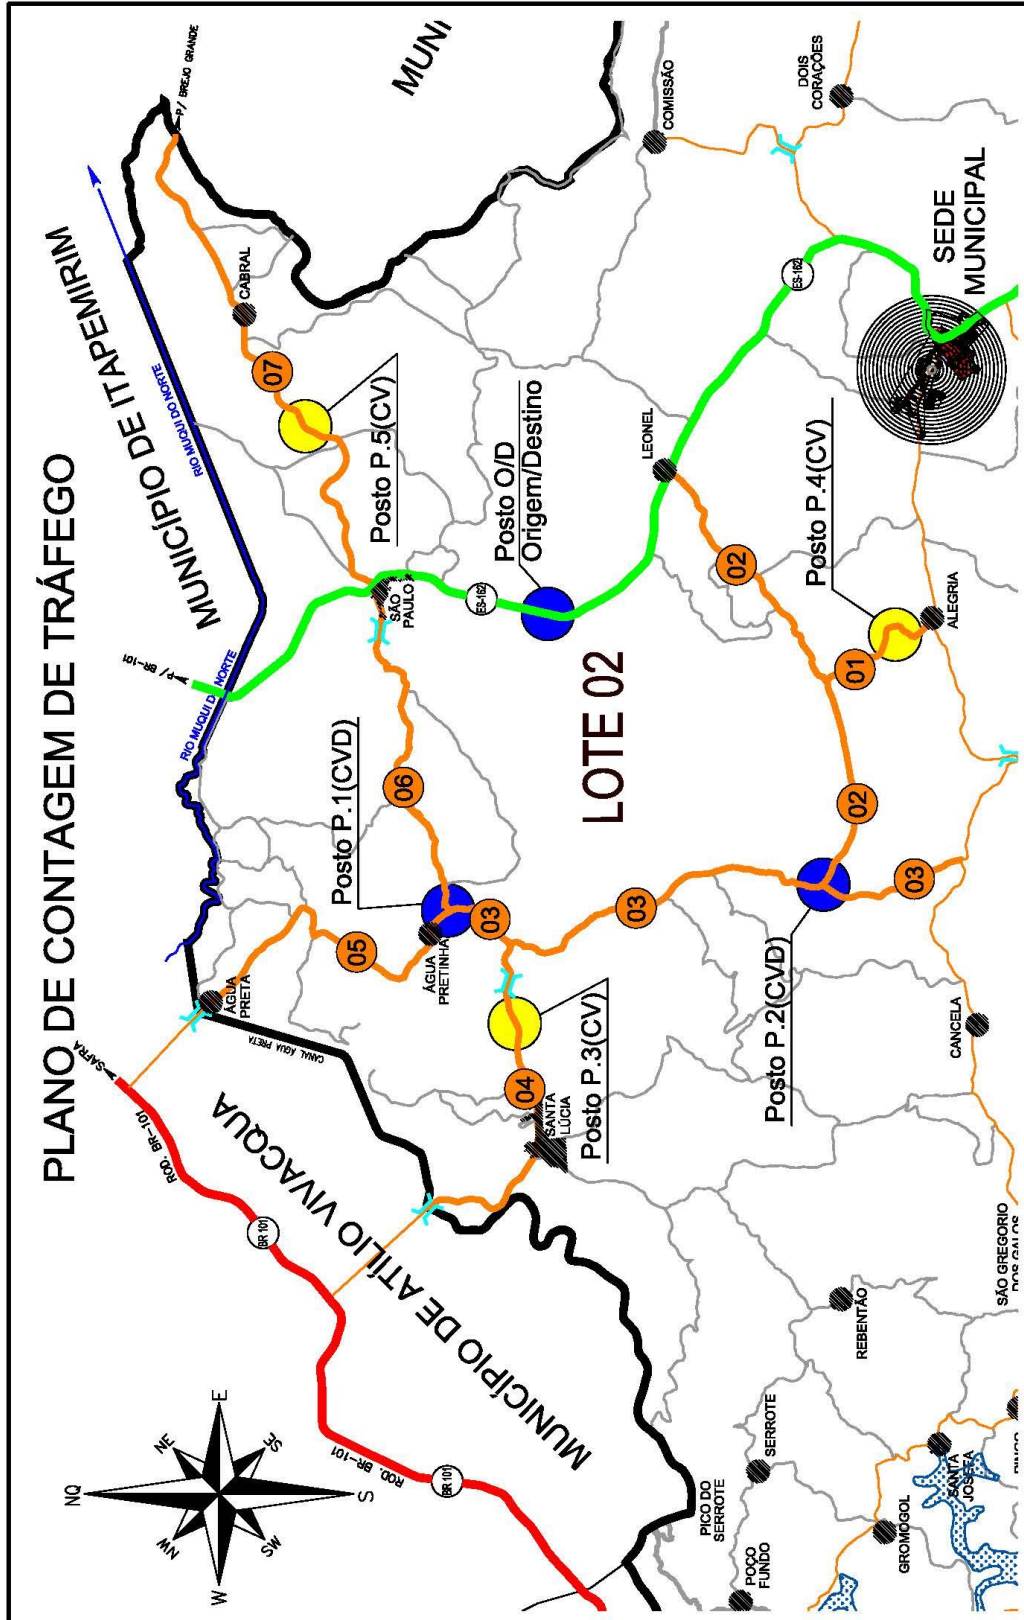 PLANO DE CONTAGEM DE TRÁFEGO
P/ BREJO GRANDE
MUNI
MUNICÍPIO DE ITAPEMIRIM
RIO MUQUI DO NORTE
COMISSÃO
DOIS
CORAÇÕES
CABRAL
07
Posto P.5(CV)
ES-162
SEDE
MUNICIPAL
LEONEL
Posto O/D
Origem/Destino
Posto P.4(CV)
02
SÃO
PAULO
ES-162
ALEGRIA
01
P/ BR-101
RIO MUQUI D
NORTE
LOTE 02
06
02
Posto P.1(CVD)
03
03
03
05
ÁGUA
PRETINHA
ÁGUA
PRETA
CANAL ÁGUA PRETA
Posto P.2(CVD)
CANCELA
SAFRA
ROD. BR-101
04
SANTA
LÚCIA
Posto P.3(CV)
BR 101
MUNICÍPIO DE ATÍLIO VIVACQUA
SÃO GREGORIO
DOS GALOS
REBENTÃO
ROD. BR-101
BR 101
SERROTE
PICO DO
SERROTE
SANTA
JOSEFA
GROMOGOL
POÇO
FUNDO
NQ
NE
E
SE
S
SW
W
NW